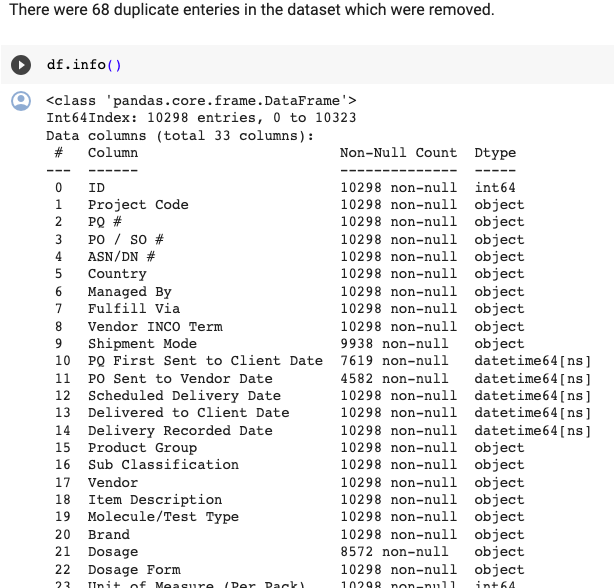 There were 68 duplicate enteries in the dataset which were removed.
df.info()
<class 'pandas.core.frame.DataFrame'>
Int64Index: 10298 entries, 0 to 10323
Data columns (total 33 columns):
#   Column   Non-Null Count  Dtype
---  ------  --------------  -----
0   ID   10298 non-null  int64
1   Project Code   10298 non-null  object
2   PQ #   10298 non-null  object
3   PO / SO #   10298 non-null  object
4   ASN/DN #   10298 non-null  object
5   Country   10298 non-null  object
6   Managed By   10298 non-null  object
7   Fulfill Via   10298 non-null  object
8   Vendor INCO Term   10298 non-null  object
9   Shipment Mode   9938 non-null   object
10  PQ First Sent to Client Date  7619 non-null   datetime64[ns]
11  PO Sent to Vendor Date   4582 non-null   datetime64[ns]
12  Scheduled Delivery Date   10298 non-null  datetime64[ns]
13  Delivered to Client Date   10298 non-null  datetime64[ns]
14  Delivery Recorded Date   10298 non-null  datetime64[ns]
15  Product Group   10298 non-null  object
16  Sub Classification   10298 non-null  object
17  Vendor   10298 non-null  object
18  Item Description   10298 non-null  object
19  Molecule/Test Type   10298 non-null  object
20  Brand   10298 non-null  object
21  Dosage   8572 non-null   object
22  Dosage Form   10298 non-null  object
23  Unit of Measure (Per Pack)   10298 non-null  int64